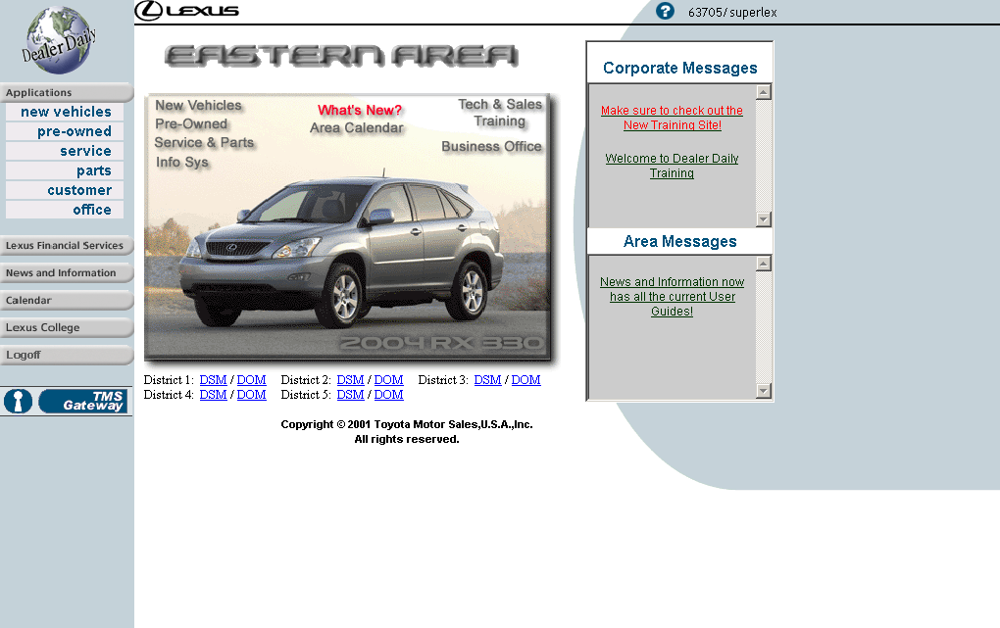 Dealer Daily
LEXUS
? 63705/superlex
Applications
new vehicles
pre-owned
service
parts
customer
office
Lexus Financial Services
News and Information
Calendar
Lexus College
Logoff
TMS
Gateway
EASTERN AREA
New Vehicles
Pre-Owned
Service & Parts
Info Sys
What's New?
Area Calendar
Tech & Sales
Training
Business Office
2004 RX 330
District 1: DSM / DOM District 2: DSM / DOM District 3: DSM / DOM
District 4: DSM / DOM District 5: DSM / DOM
Copyright © 2001 Toyota Motor Sales,U.S.A.,Inc.
All rights reserved.
Corporate Messages
Make sure to check out the
New Training Site!
Welcome to Dealer Daily
Training
Area Messages
News and Information now
has all the current User
Guides!